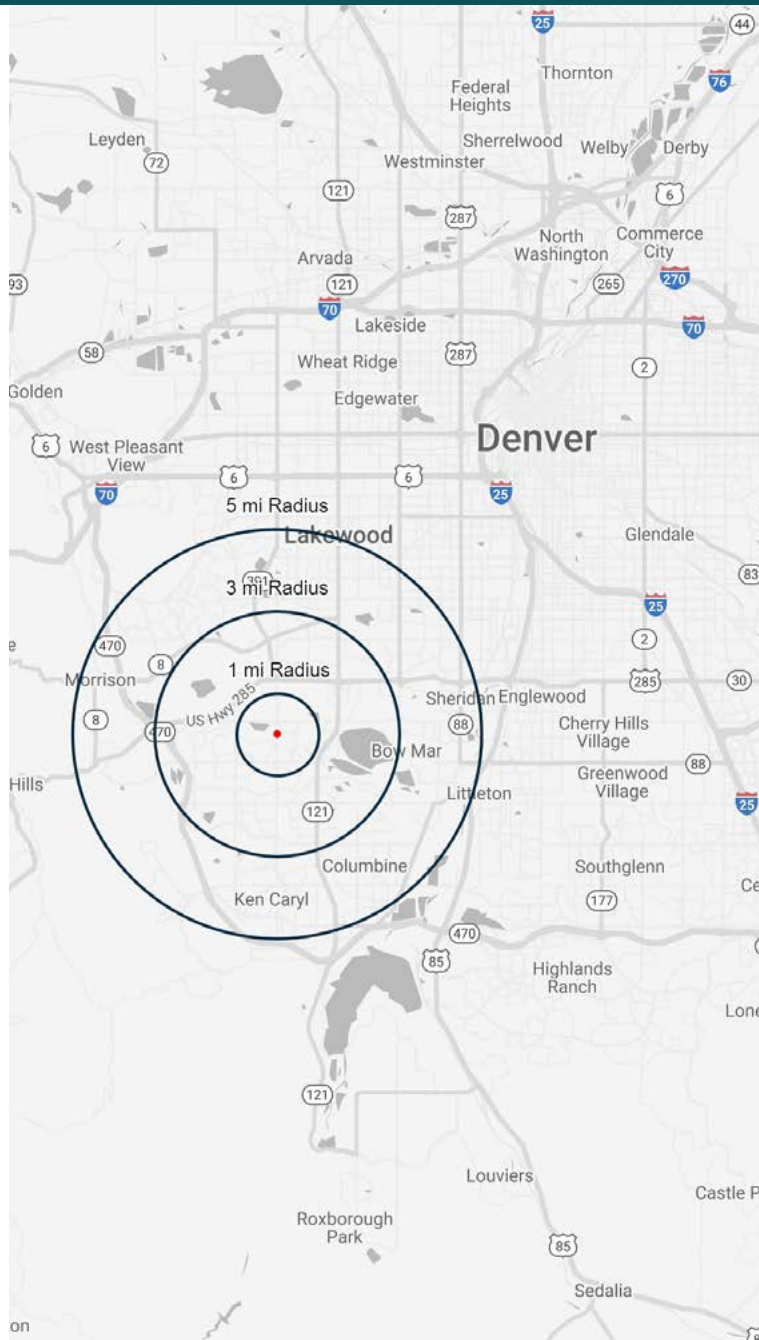 25
44
Thornton
76
Federal
Heights
Leyden
Sherrelwood
Welby
Derby
72
Westminster
121
6
287
North
Washington
Commerce
City
Arvada
93
121
265
270
70
Lakeside
70
58
Wheat Ridge
287
2
Golden
Edgewater
6
West Pleasant
View
Denver
6
6
70
25
5 mi Radius
Lakewood
Glendale
391
83
3 mi Radius
25
470
2
8
1 mi Radius
Morrison
285
30
US Hwy 285
Sheridan
Englewood
8
470
88
Cherry Hills
Village
Bow Mar
88
Hills
Greenwood
Village
Littleton
25
121
Columbine
Southglenn
Ce
Ken Caryl
177
470
85
Highlands
Ranch
Lone
121
Louviers
Castle P
Roxborough
Park
85
Sedalia
on